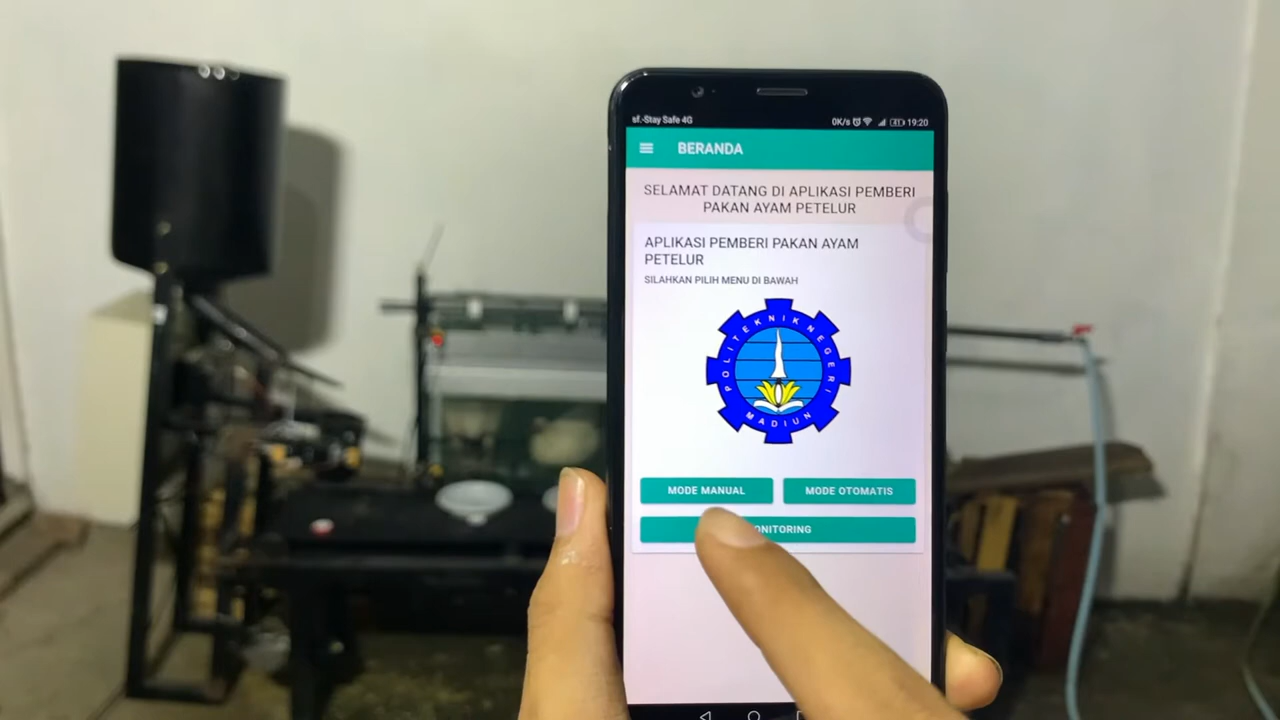 sf.-Stay Safe 4G 0K/s 41 19:20
BERANDA
SELAMAT DATANG DI APLIKASI PEMBERI
PAKAN AYAM PETELUR
APLIKASI PEMBERI PAKAN AYAM
PETELUR
SILAHKAN PILIH MENU DI BAWAH
POLITEKNIK NEGERI
MADIUN
MODE MANUAL MODE OTOMATIS
ONITORING